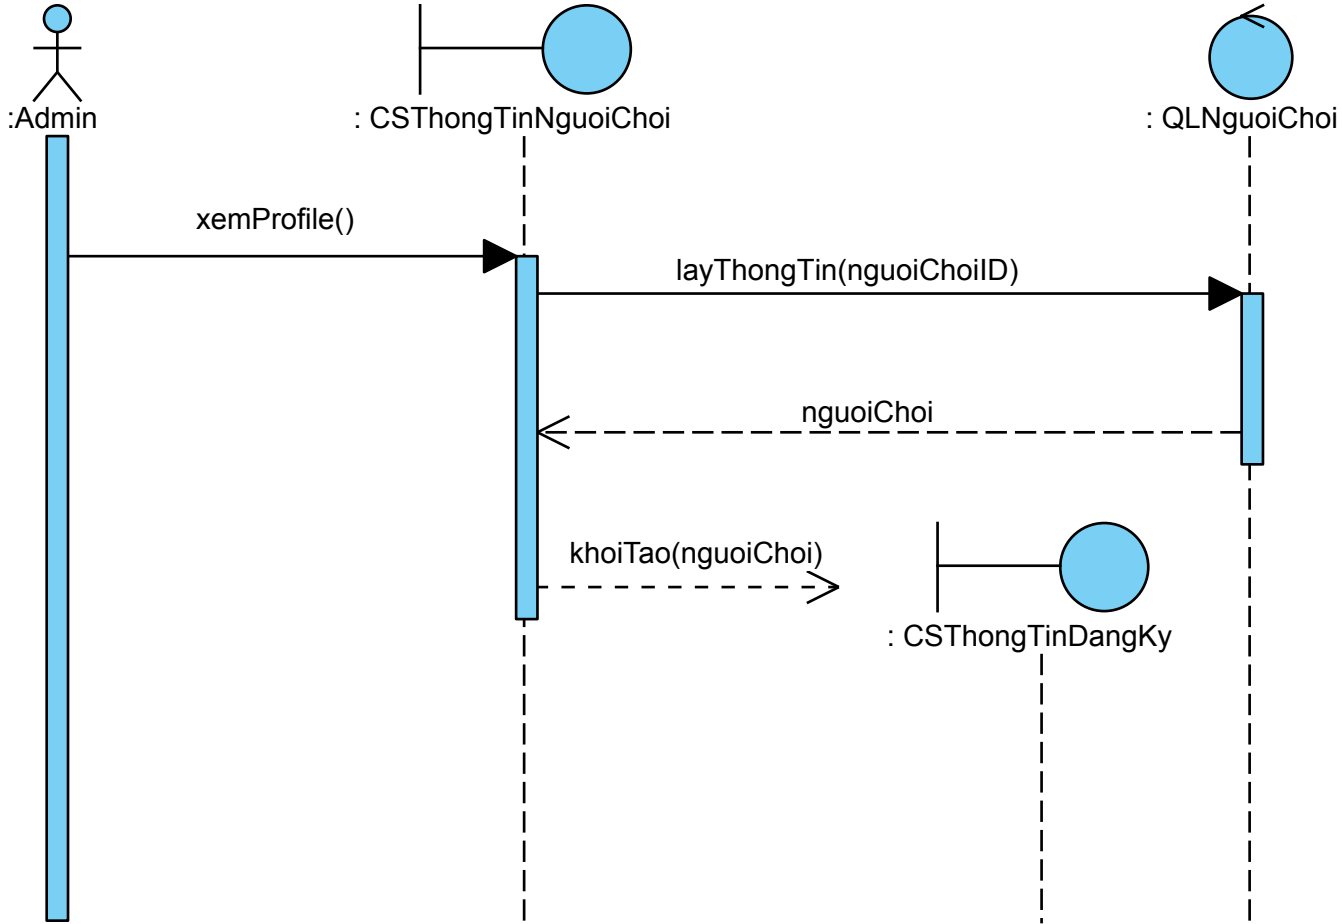 :Admin
: CSThongTinNguoiChoi
: QLNguoiChoi
xemProfile()
layThongTin(nguoiChoiID)
nguoiChoi
khoiTao(nguoiChoi)
: CSThongTinDangKy